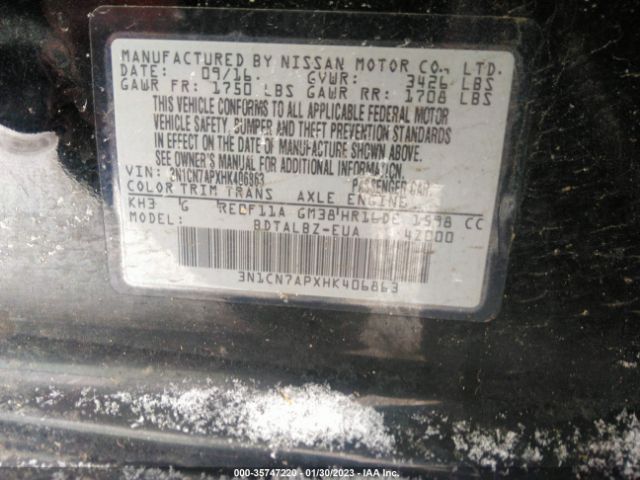 MANUFACTURED BY NISSAN MOTOR CO., LTD.
DATE: 09/16. GVWR: 3426 LBS
GAWR FR: 1750 LBS GAWR RR: 1708 LBS
THIS VEHICLE CONFORMS TO ALL APPLICABLE FEDERAL MOTOR
VEHICLE SAFETY, BUMPER AND THEFT PREVENTION STANDARDS
IN EFFECT ON THE DATE OF MANUFACTURE SHOWN ABOVE.
SEE OWNER'S MANUAL FOR ADDITIONAL INFORMATION.
VIN: 3N1CN7APXHK406863 PASSENGER CAR
COLOR TRIM TRANS AXLE ENGINE
KH3 G RE0F11A GM38 HR16DE 1598 CC
MODEL: BDTALBZ-EUA 42000
3N1CN7APXHK406863
000-35747220 - 01/30/2023 - IAA Inc.